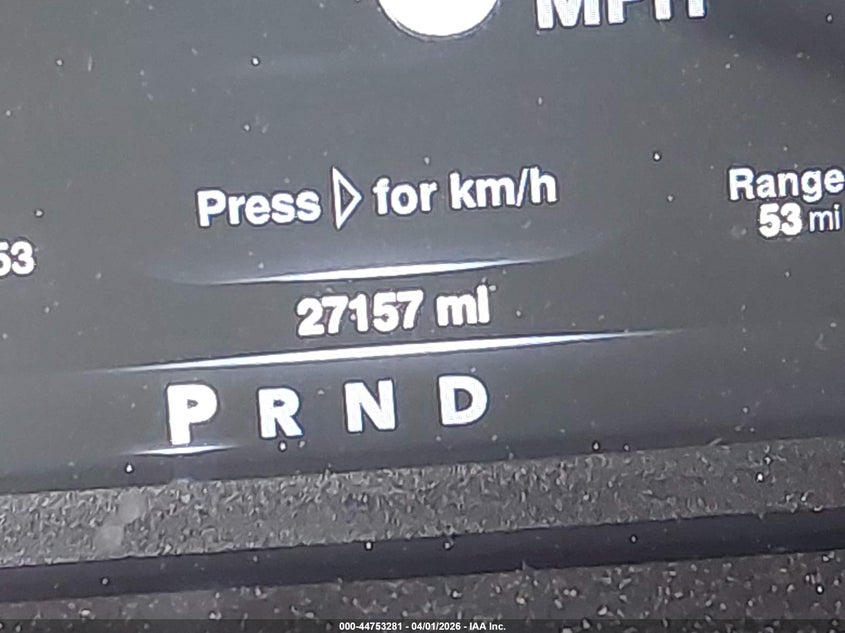 MPH
Press ▷ for km/h
Range
53 mi
53
27157 mi
P R N D
000-44753281 - 04/01/2026 - IAA Inc.